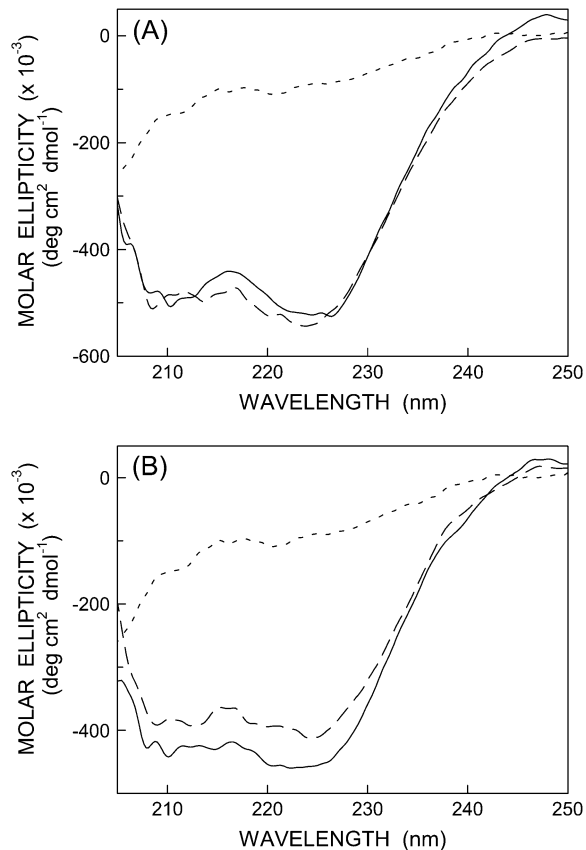 (A)
MOLAR ELLIPTICITY (x 10-3)
(deg cm2 dmol-1)
0
-200
-400
-600
210
220
230
240
250
WAVELENGTH (nm)
(B)
MOLAR ELLIPTICITY (x 10-3)
(deg cm2 dmol-1)
0
-200
-400
210
220
230
240
250
WAVELENGTH (nm)